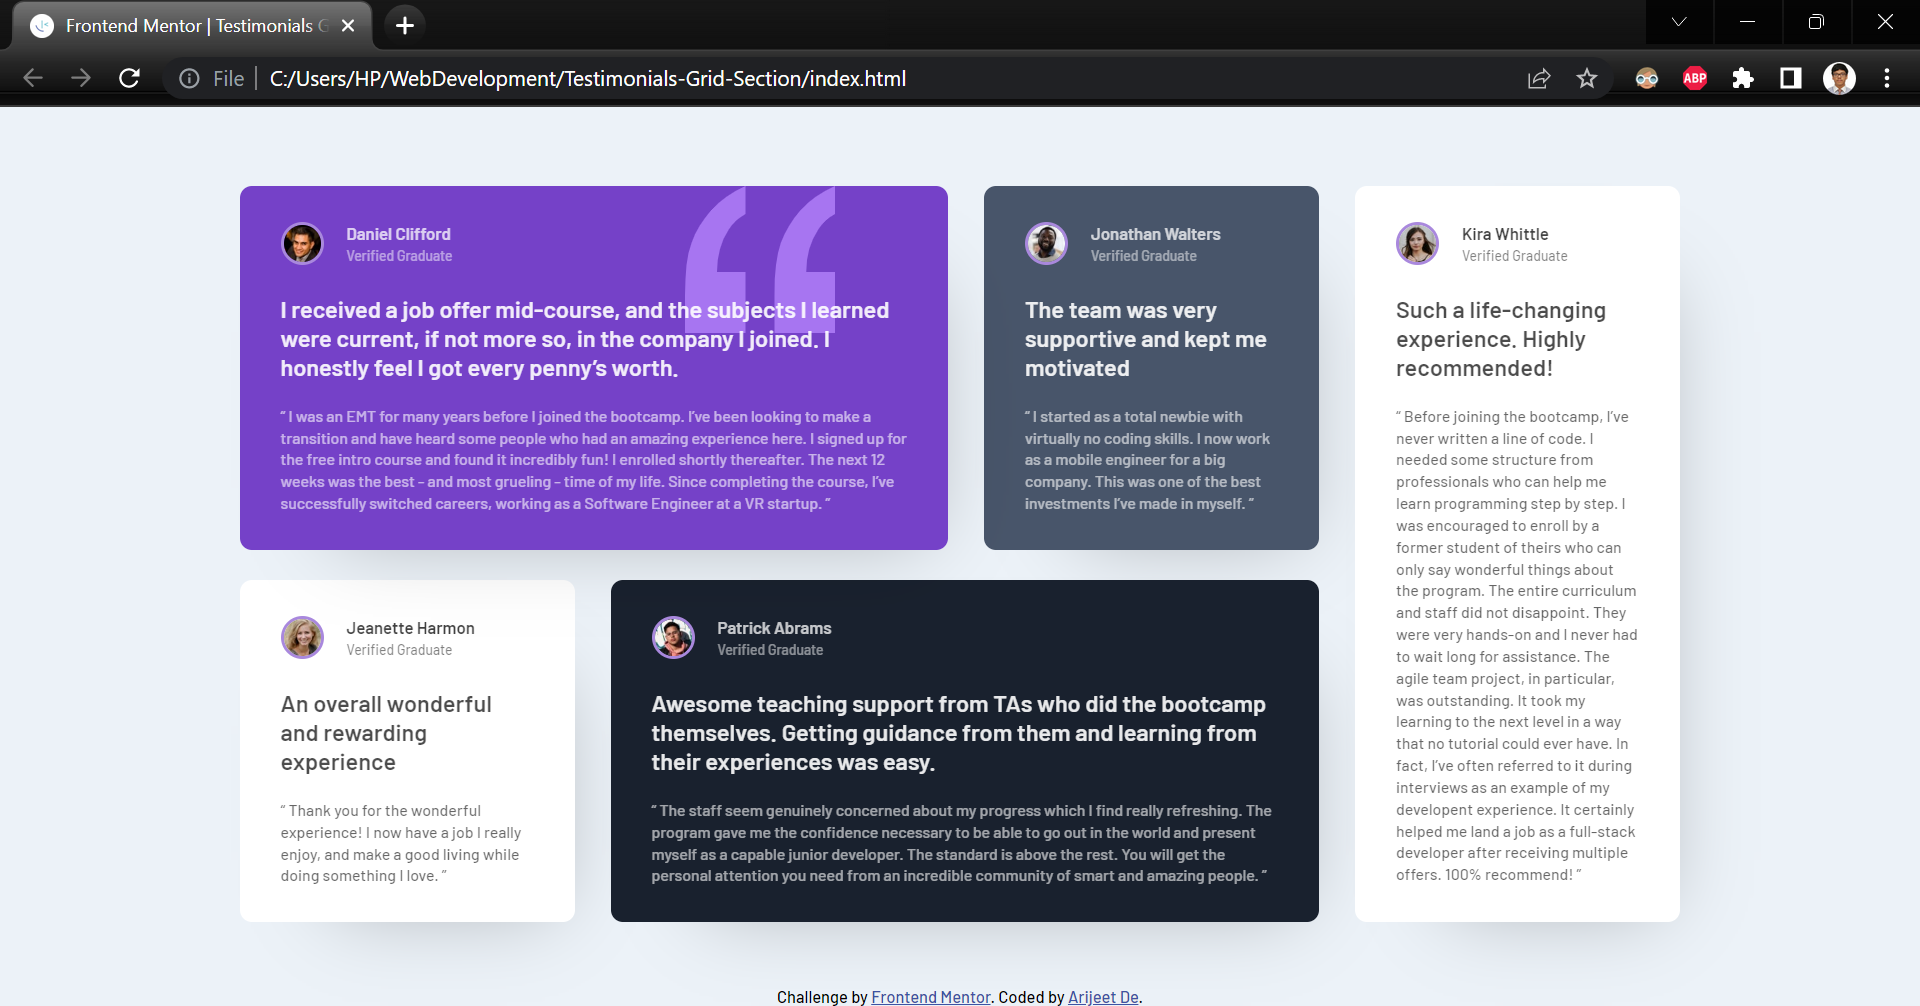 Frontend Mentor | Testimonials G
File
C:/Users/HP/WebDevelopment/Testimonials-Grid-Section/index.html
ABP
Daniel Clifford
Verified Graduate
I received a job offer mid-course, and the subjects I learned
were current, if not more so, in the company I joined. I
honestly feel I got every penny’s worth.
“ I was an EMT for many years before I joined the bootcamp. I’ve been looking to make a
transition and have heard some people who had an amazing experience here. I signed up for
the free intro course and found it incredibly fun! I enrolled shortly thereafter. The next 12
weeks was the best - and most grueling - time of my life. Since completing the course, I’ve
successfully switched careers, working as a Software Engineer at a VR startup. ”
Jonathan Walters
Verified Graduate
The team was very
supportive and kept me
motivated
“ I started as a total newbie with
virtually no coding skills. I now work
as a mobile engineer for a big
company. This was one of the best
investments I’ve made in myself. ”
Kira Whittle
Verified Graduate
Such a life-changing
experience. Highly
recommended!
“ Before joining the bootcamp, I’ve
never written a line of code. I
needed some structure from
professionals who can help me
learn programming step by step. I
was encouraged to enroll by a
former student of theirs who can
only say wonderful things about
the program. The entire curriculum
and staff did not disappoint. They
were very hands-on and I never had
to wait long for assistance. The
agile team project, in particular,
was outstanding. It took my
learning to the next level in a way
that no tutorial could ever have. In
fact, I’ve often referred to it during
interviews as an example of my
developent experience. It certainly
helped me land a job as a full-stack
developer after receiving multiple
offers. 100% recommend! ”
Jeanette Harmon
Verified Graduate
An overall wonderful
and rewarding
experience
“ Thank you for the wonderful
experience! I now have a job I really
enjoy, and make a good living while
doing something I love. ”
Patrick Abrams
Verified Graduate
Awesome teaching support from TAs who did the bootcamp
themselves. Getting guidance from them and learning from
their experiences was easy.
“ The staff seem genuinely concerned about my progress which I find really refreshing. The
program gave me the confidence necessary to be able to go out in the world and present
myself as a capable junior developer. The standard is above the rest. You will get the
personal attention you need from an incredible community of smart and amazing people. ”
Challenge by Frontend Mentor. Coded by Arijeet De.